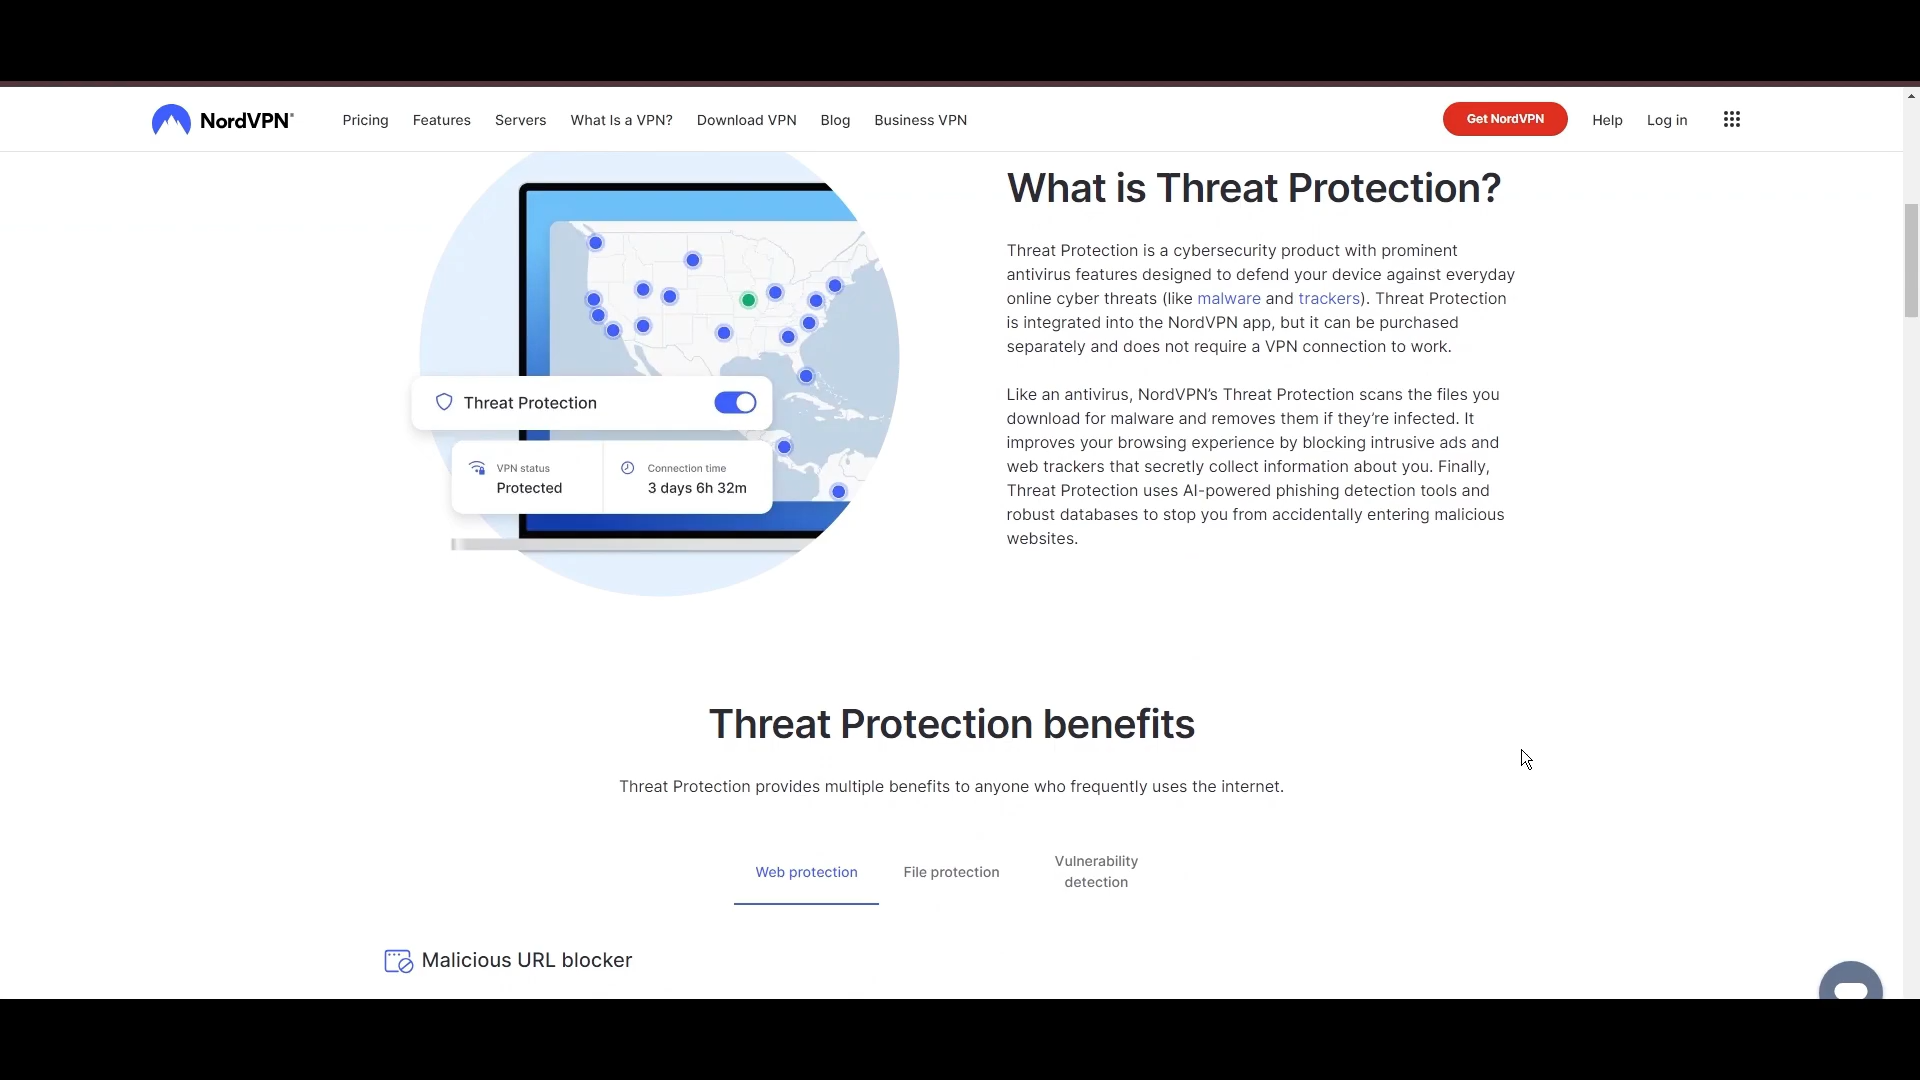 NordVPN®
Pricing
Features
Servers
What Is a VPN?
Download VPN
Blog
Business VPN
Get NordVPN
Help
Log in
Threat Protection
VPN status
Protected
Connection time
3 days 6h 32m
What is Threat Protection?
Threat Protection is a cybersecurity product with prominent
antivirus features designed to defend your device against everyday
online cyber threats (like malware and trackers). Threat Protection
is integrated into the NordVPN app, but it can be purchased
separately and does not require a VPN connection to work.
Like an antivirus, NordVPN’s Threat Protection scans the files you
download for malware and removes them if they’re infected. It
improves your browsing experience by blocking intrusive ads and
web trackers that secretly collect information about you. Finally,
Threat Protection uses AI-powered phishing detection tools and
robust databases to stop you from accidentally entering malicious
websites.
Threat Protection benefits
Threat Protection provides multiple benefits to anyone who frequently uses the internet.
Web protection
File protection
Vulnerability
detection
Malicious URL blocker